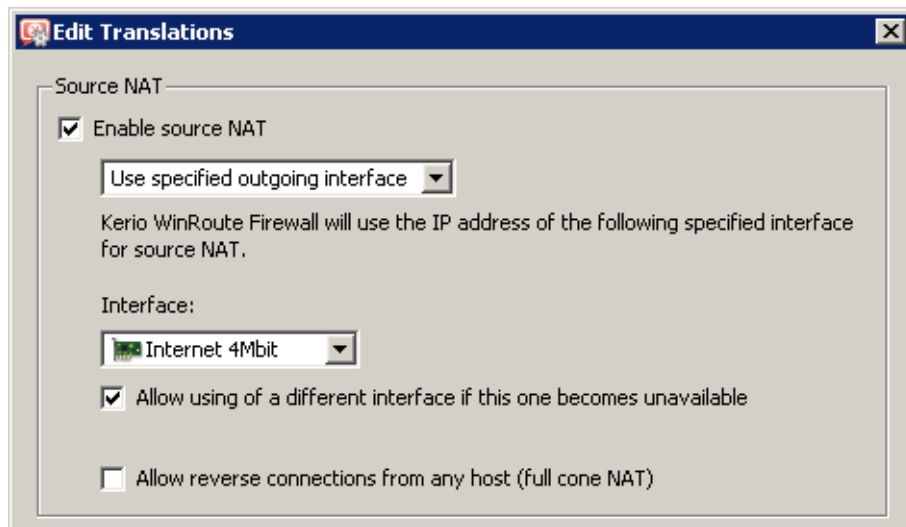 Edit Translations
Source NAT
Enable source NAT
Use specified outgoing interface
Kerio WinRoute Firewall will use the IP address of the following specified interface
for source NAT.
Interface:
Internet 4Mbit
Allow using of a different interface if this one becomes unavailable
Allow reverse connections from any host (full cone NAT)